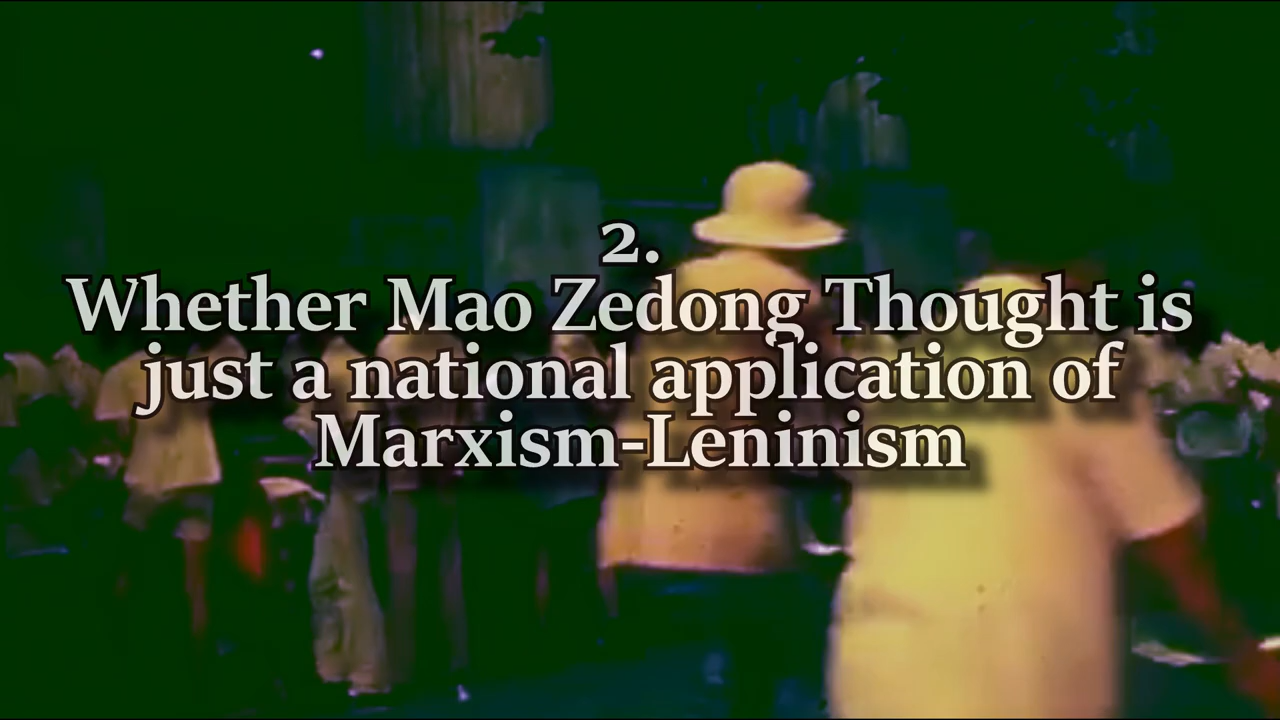 2.
Whether Mao Zedong Thought is
just a national application of
Marxism-Leninism